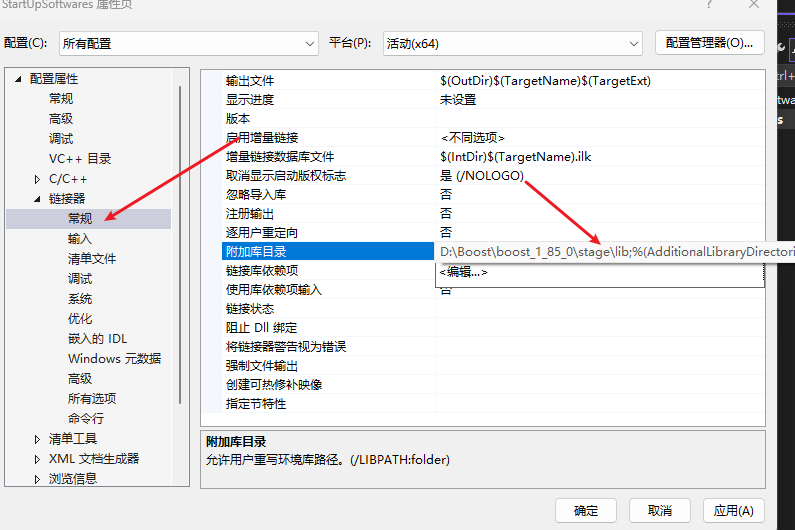 StartUpSoftwares 属性页
?
配置(C): 所有配置 平台(P): 活动(x64) 配置管理器(O)...
配置属性
常规
高级
调试
VC++ 目录
C/C++
链接器
常规
输入
清单文件
调试
系统
优化
嵌入的 IDL
Windows 元数据
高级
所有选项
命令行
清单工具
XML 文档生成器
浏览信息
输出文件 $(OutDir)$(TargetName)$(TargetExt)
显示进度 未设置
版本
启用增量链接 <不同选项>
增量链接数据库文件 $(IntDir)$(TargetName).ilk
取消显示启动版权标志 是 (/NOLOGO)
忽略导入库 否
注册输出 否
逐用户重定向 否
附加库目录 D:\Boost\boost_1_85_0\stage\lib;%(AdditionalLibraryDirectori
链接库依赖项 <编辑...>
使用库依赖项输入 否
链接状态
阻止 Dll 绑定
将链接器警告视为错误
强制文件输出
创建可热修补映像
指定节特性
附加库目录
允许用户重写环境库路径。(/LIBPATH:folder)
确定 取消 应用(A)